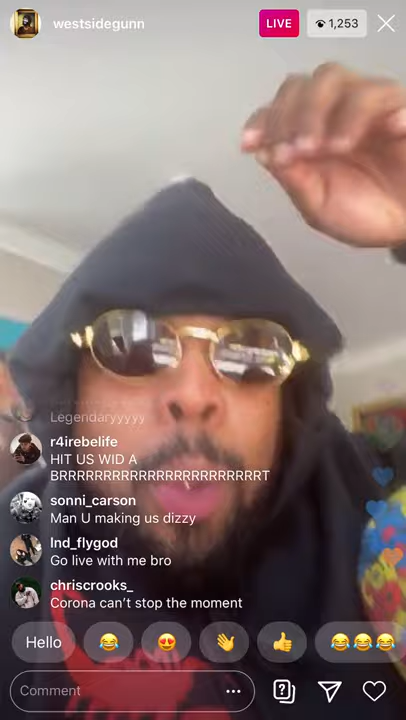 westsidegunn
LIVE
1,253
Legendaryyyyy
r4irebelife
HIT US WID A
BRRRRRRRRRRRRRRRRRRRRRRRT
sonni_carson
Man U making us dizzy
lnd_flygod
Go live with me bro
chriscrooks_
Corona can't stop the moment
Hello
Comment